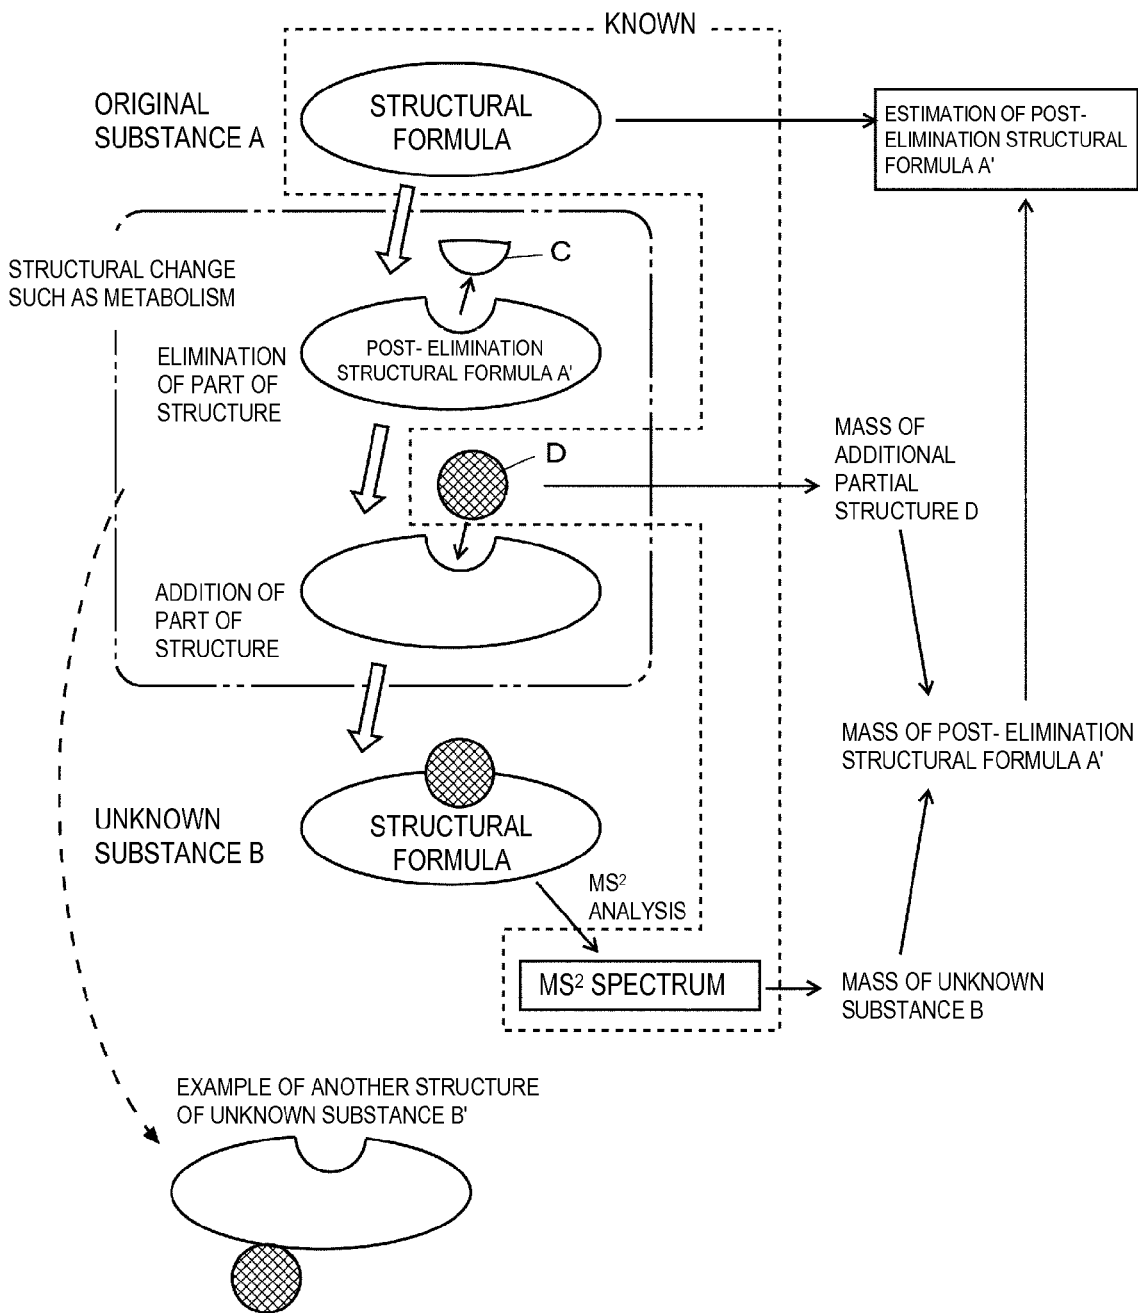 KNOWN
ORIGINAL
SUBSTANCE A
STRUCTURAL
FORMULA
ESTIMATION OF POST-
ELIMINATION STRUCTURAL
FORMULA A'
C
STRUCTURAL CHANGE
SUCH AS METABOLISM
ELIMINATION
OF PART OF
STRUCTURE
POST- ELIMINATION
STRUCTURAL FORMULA A'
D
MASS OF
ADDITIONAL
PARTIAL
STRUCTURE D
ADDITION OF
PART OF
STRUCTURE
MASS OF POST- ELIMINATION
STRUCTURAL FORMULA A'
UNKNOWN
SUBSTANCE B
STRUCTURAL
FORMULA
MS²
ANALYSIS
MS² SPECTRUM
MASS OF UNKNOWN
SUBSTANCE B
EXAMPLE OF ANOTHER STRUCTURE
OF UNKNOWN SUBSTANCE B'